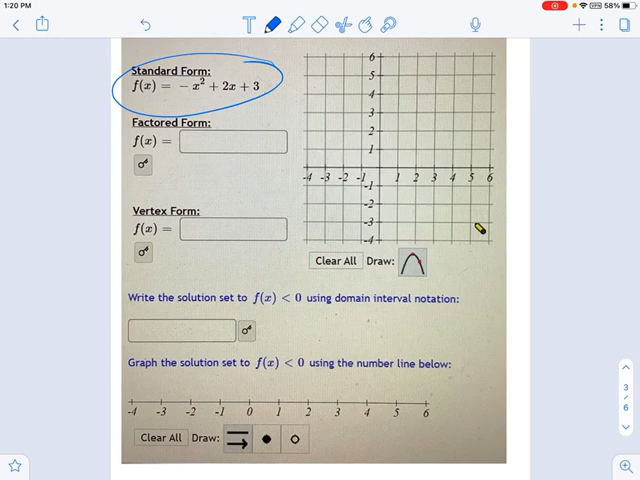 1:20 PM
VPN 58%
T
Standard Form:
f(x) = − x² + 2x + 3
Factored Form:
f(x) =
Vertex Form:
f(x) =
6
5
4
3
2
1
-4 -3 -2 -1 1 2 3 4 5 6
-1
-2
-3
-4
Clear All Draw:
Write the solution set to f(x) < 0 using domain interval notation:
Graph the solution set to f(x) < 0 using the number line below:
-4 -3 -2 -1 0 1 2 3 4 5 6
Clear All Draw:
3
/
6